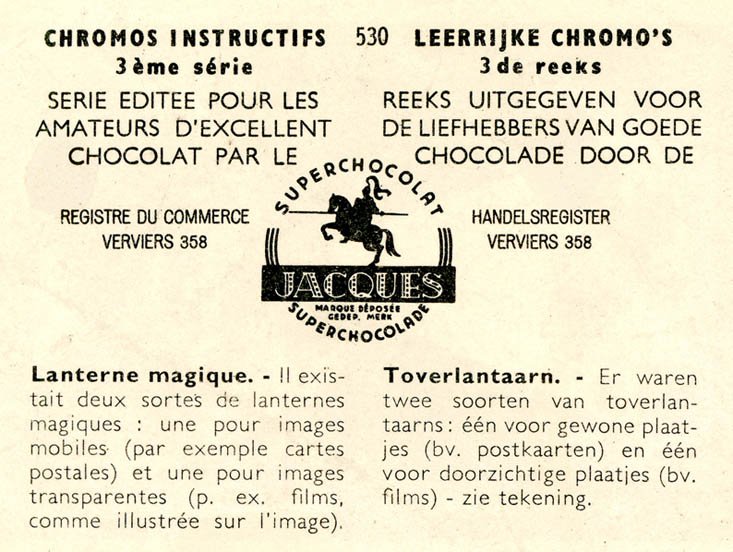 CHROMOS INSTRUCTIFS
3ème série
SERIE EDITEE POUR LES
AMATEURS D'EXCELLENT
CHOCOLAT PAR LE
530
LEERRIJKE CHROMO'S
3 de reeks
REEKS UITGEGEVEN VOOR
DE LIEFHEBBERS VAN GOEDE
CHOCOLADE DOOR DE
REGISTRE DU COMMERCE
VERVIERS 358
SUPERCHOCOLAT
JACQUES
MARQUE DÉPOSÉE
GEDEP. MERK
SUPERCHOCOLADE
HANDELSREGISTER
VERVIERS 358
Lanterne magique. - Il exis-
tait deux sortes de lanternes
magiques : une pour images
mobiles (par exemple cartes
postales) et une pour images
transparentes (p. ex. films,
comme illustrée sur l'image).
Toverlantaarn. - Er waren
twee soorten van toverlan-
taarns : één voor gewone plaat-
jes (bv. postkaarten) en één
voor doorzichtige plaatjes (bv.
films) - zie tekening.